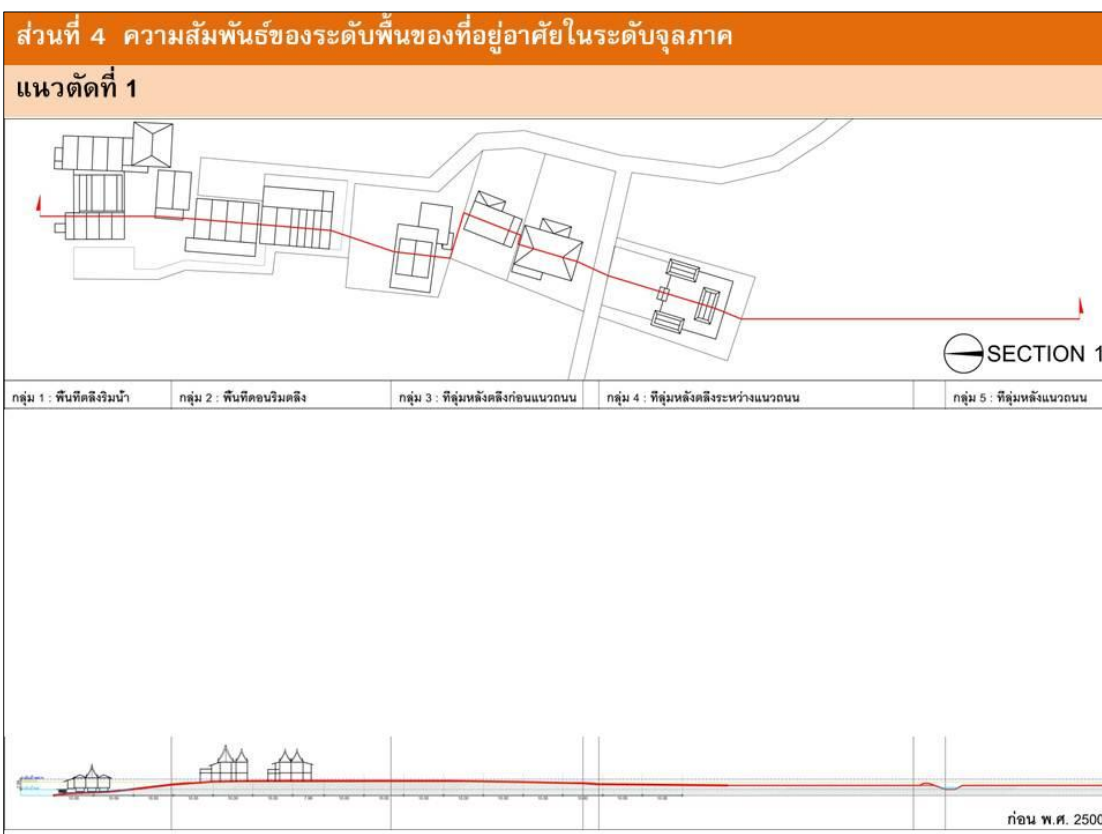 ส่วนที่ 4 ความสัมพันธ์ของระดับพื้นของที่อยู่อาศัยในระดับจุลภาค
แนวตัดที่ 1
SECTION 1
กลุ่ม 1 : พื้นที่ตลิ่งริมน้ำ
กลุ่ม 2 : พื้นที่ดอนริมตลิ่ง
กลุ่ม 3 : ที่ลุ่มหลังตลิ่งก่อนแนวถนน
กลุ่ม 4 : ที่ลุ่มหลังตลิ่งระหว่างแนวถนน
กลุ่ม 5 : ที่ลุ่มหลังแนวถนน
ก่อน พ.ศ. 2500